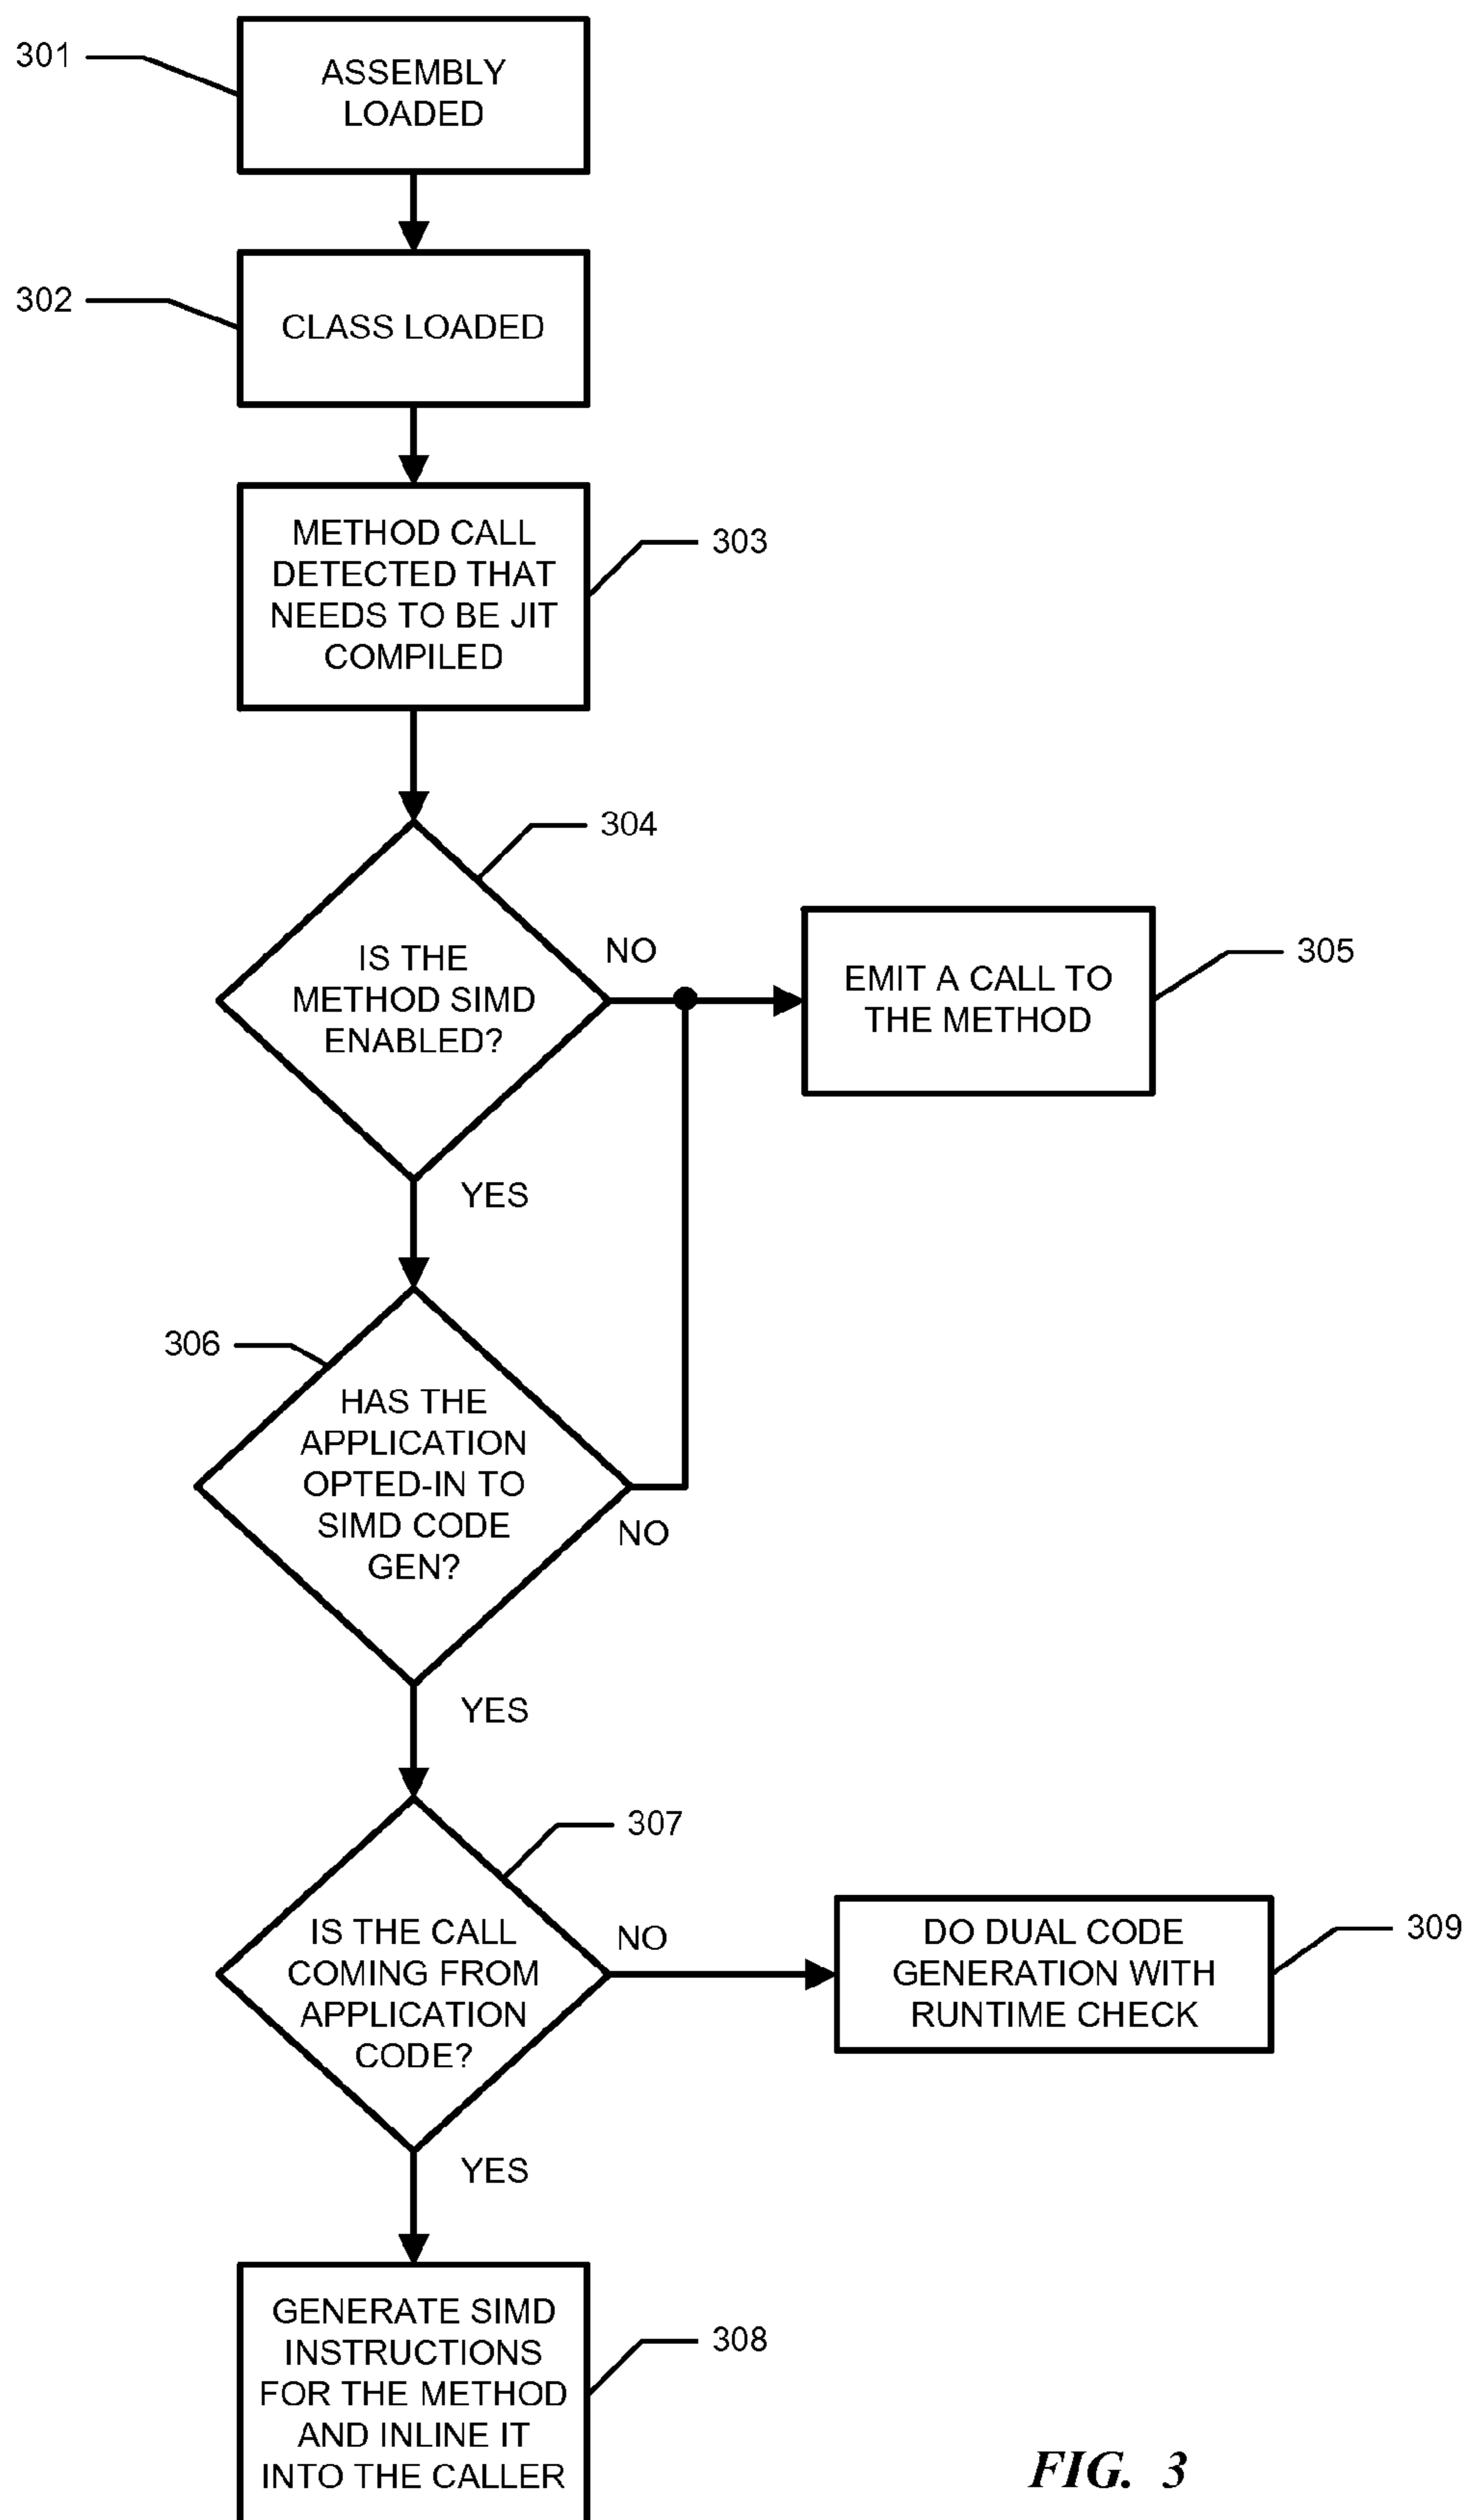 301
ASSEMBLY
LOADED
302
CLASS LOADED
METHOD CALL
DETECTED THAT
NEEDS TO BE JIT
COMPILED
303
304
IS THE
METHOD SIMD
ENABLED?
NO
EMIT A CALL TO
THE METHOD
305
YES
306
HAS THE
APPLICATION
OPTED-IN TO
SIMD CODE
GEN?
NO
YES
307
IS THE CALL
COMING FROM
APPLICATION
CODE?
NO
DO DUAL CODE
GENERATION WITH
RUNTIME CHECK
309
YES
GENERATE SIMD
INSTRUCTIONS
FOR THE METHOD
AND INLINE IT
INTO THE CALLER
308
FIG. 3